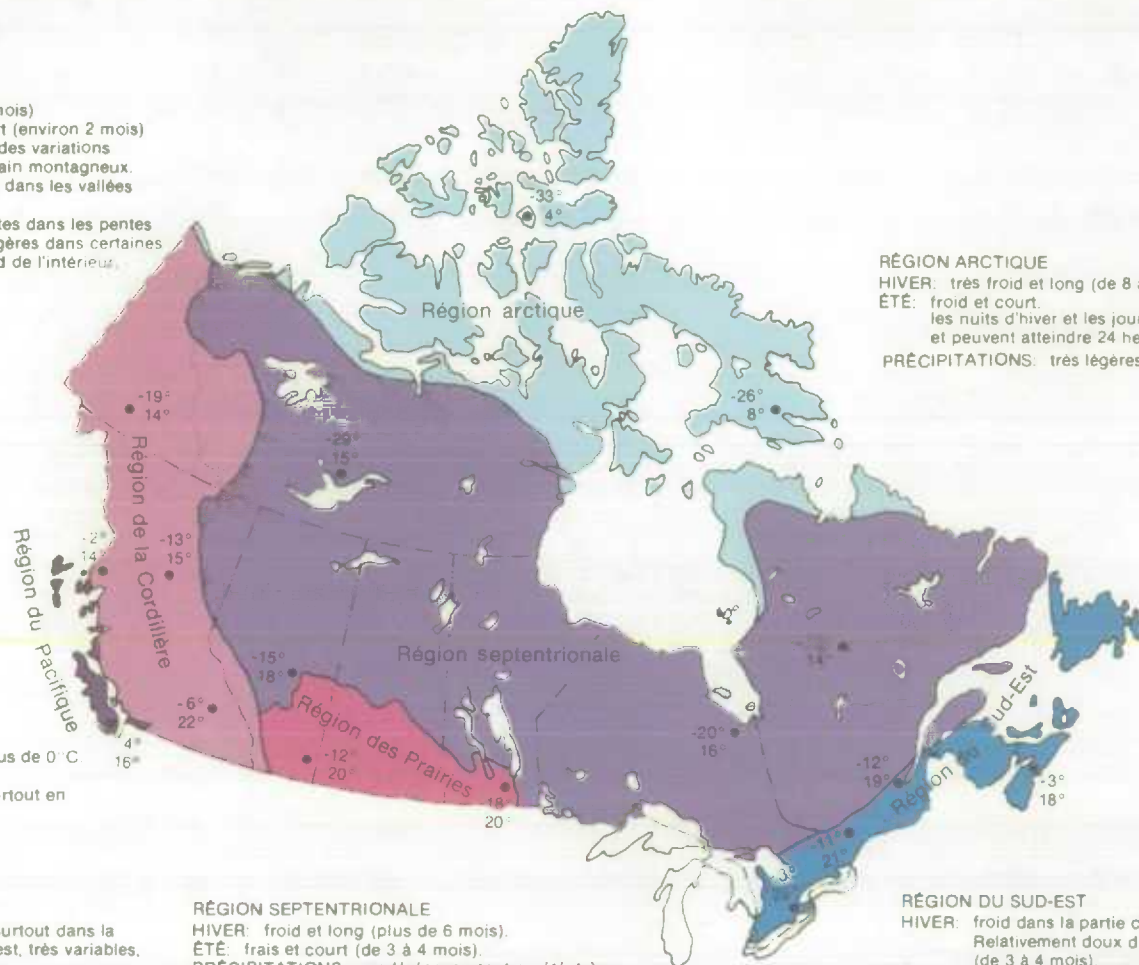 mois)
t (environ 2 mois)
des variations
ain montagneux.
dans les vallées
tes dans les pentes
gères dans certaines
d de l'intérieur.
-33°
4°
RÉGION ARCTIQUE
HIVER: très froid et long (de 8 à
ÉTÉ: froid et court.
les nuits d'hiver et les jour
et peuvent atteindre 24 he
PRÉCIPITATIONS: très légères
Région arctique
-26°
8°
-19°
14°
-29°
15°
Région de la Cordillère
-2°
14°
-13°
15°
Région du Pacifique
14°
-15°
18°
Région septentrionale
-6°
22°
Région des Prairies
-12°
20°
-20°
16°
-12°
19°
Région du
ud-Est
-3°
18°
4°
16°
us de 0°C.
rtout en
18
20°
-11°
21°
3°
urtout dans la
est, très variables,
RÉGION SEPTENTRIONALE
HIVER: froid et long (plus de 6 mois).
ÉTÉ: frais et court (de 3 à 4 mois).
PRÉCIPITATIONS:
RÉGION DU SUD-EST
HIVER: froid dans la partie c
Relativement doux d
(de 3 à 4 mois)